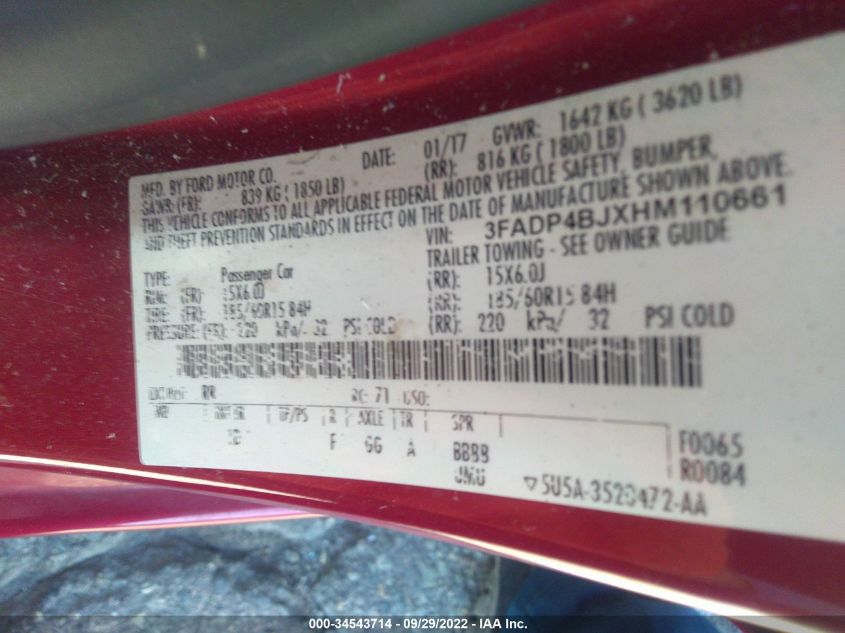 MFD. BY FORD MOTOR CO. DATE: 01/17 GVWR: 1642 KG ( 3620 LB)
GAWR: (FR): 839 KG ( 1850 LB) (RR): 816 KG ( 1800 LB)
THIS VEHICLE CONFORMS TO ALL APPLICABLE FEDERAL MOTOR VEHICLE SAFETY, BUMPER,
AND THEFT PREVENTION STANDARDS IN EFFECT ON THE DATE OF MANUFACTURE SHOWN ABOVE.
VIN: 3FADP4BJXHM110661
TRAILER TOWING - SEE OWNER GUIDE
TYPE: Passenger Car
(FR): 15X6.0J (RR): 15X6.0J
TIRE: (FR): 185/60R15 84H (RR): 185/60R15 84H
PRESSURE: (FR): 220 kPa/ 32 PSI COLD (RR): 220 kPa/ 32 PSI COLD
RR 71 DSO:
TP/PS R AXLE TR SPR
F GG A BBBB
F0065
R0084
▽5U5A-3520472-AA
000-34543714 - 09/29/2022 - IAA Inc.